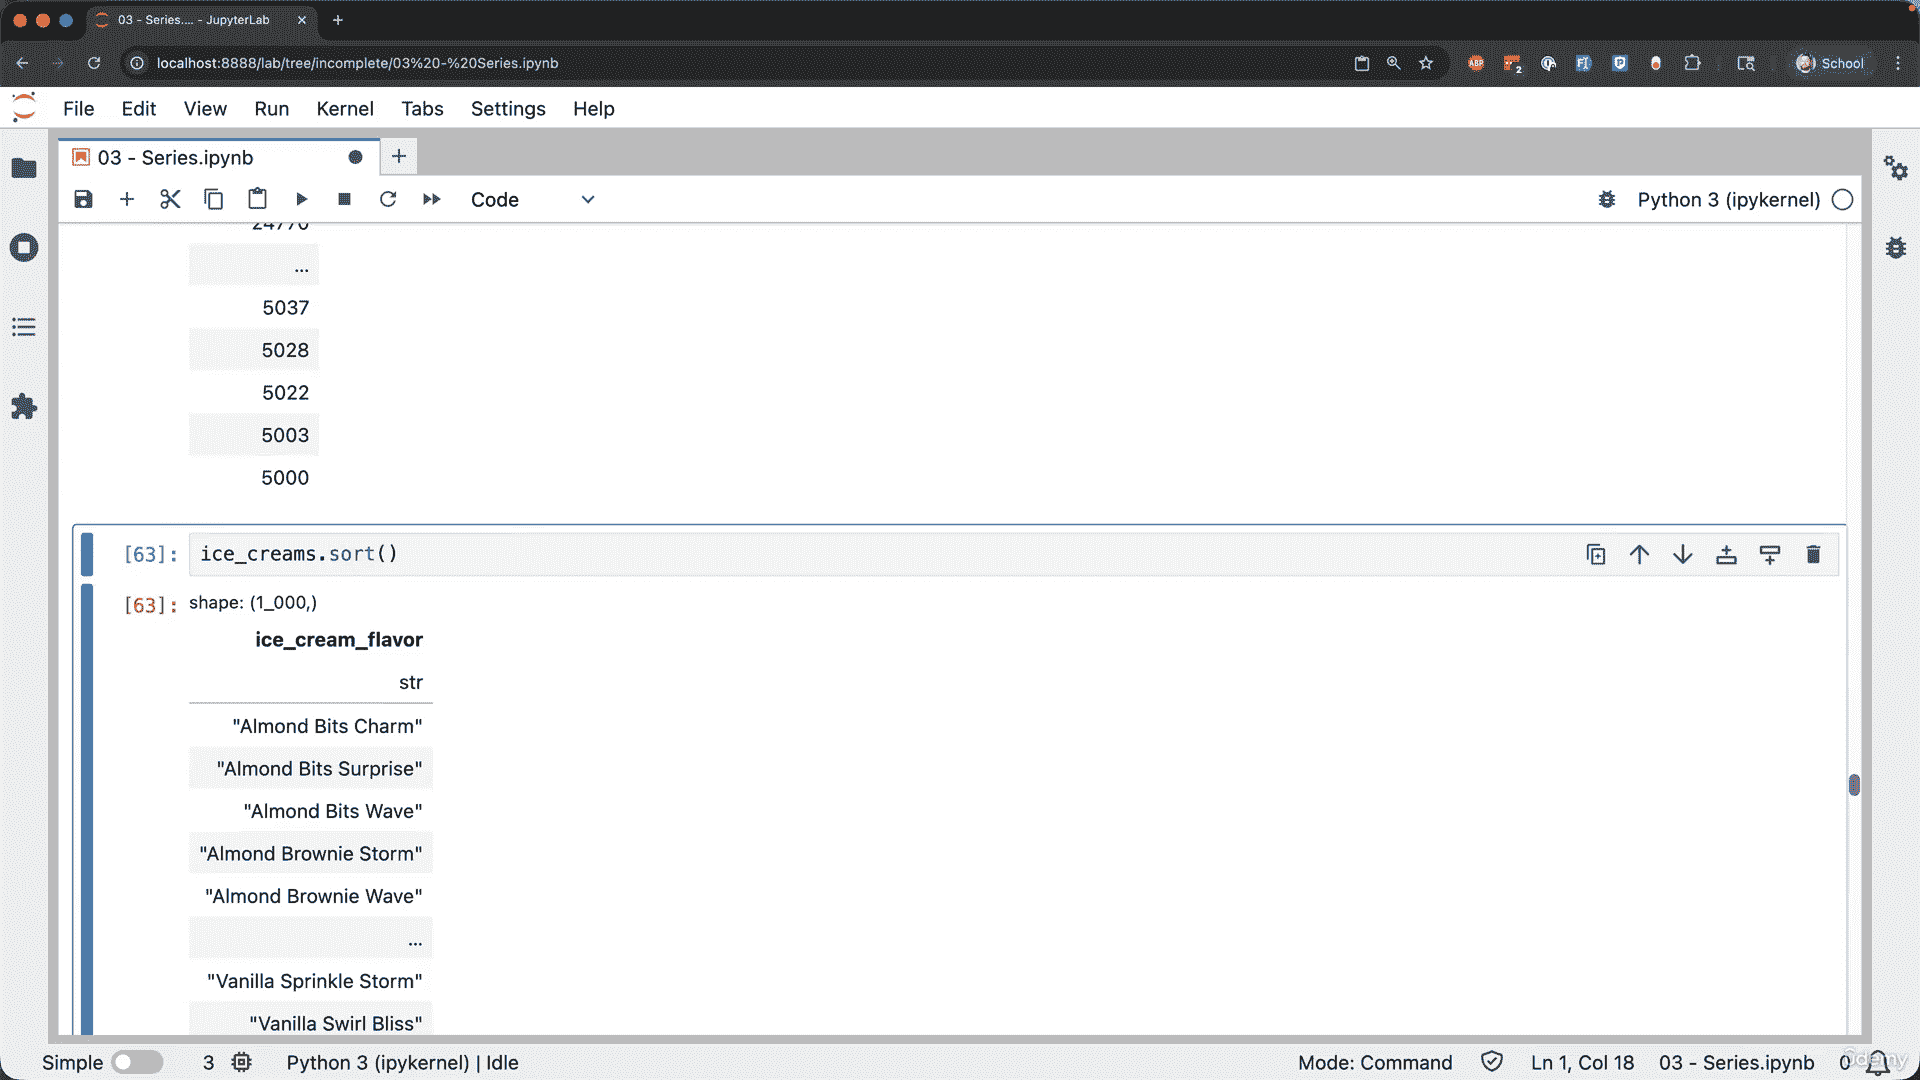 03 - Series.... - JupyterLab
localhost:8888/lab/tree/incomplete/03%20-%20Series.ipynb
ABP
2
School
File Edit View Run Kernel Tabs Settings Help
03 - Series.ipynb
Code
Python 3 (ipykernel)
24770
...
5037
5028
5022
5003
5000
[63]: ice_creams.sort()
[63]: shape: (1_000,)
ice_cream_flavor
str
"Almond Bits Charm"
"Almond Bits Surprise"
"Almond Bits Wave"
"Almond Brownie Storm"
"Almond Brownie Wave"
...
"Vanilla Sprinkle Storm"
"Vanilla Swirl Bliss"
Simple 3 Python 3 (ipykernel) | Idle Mode: Command Ln 1, Col 18 03 - Series.ipynb 0
udemy